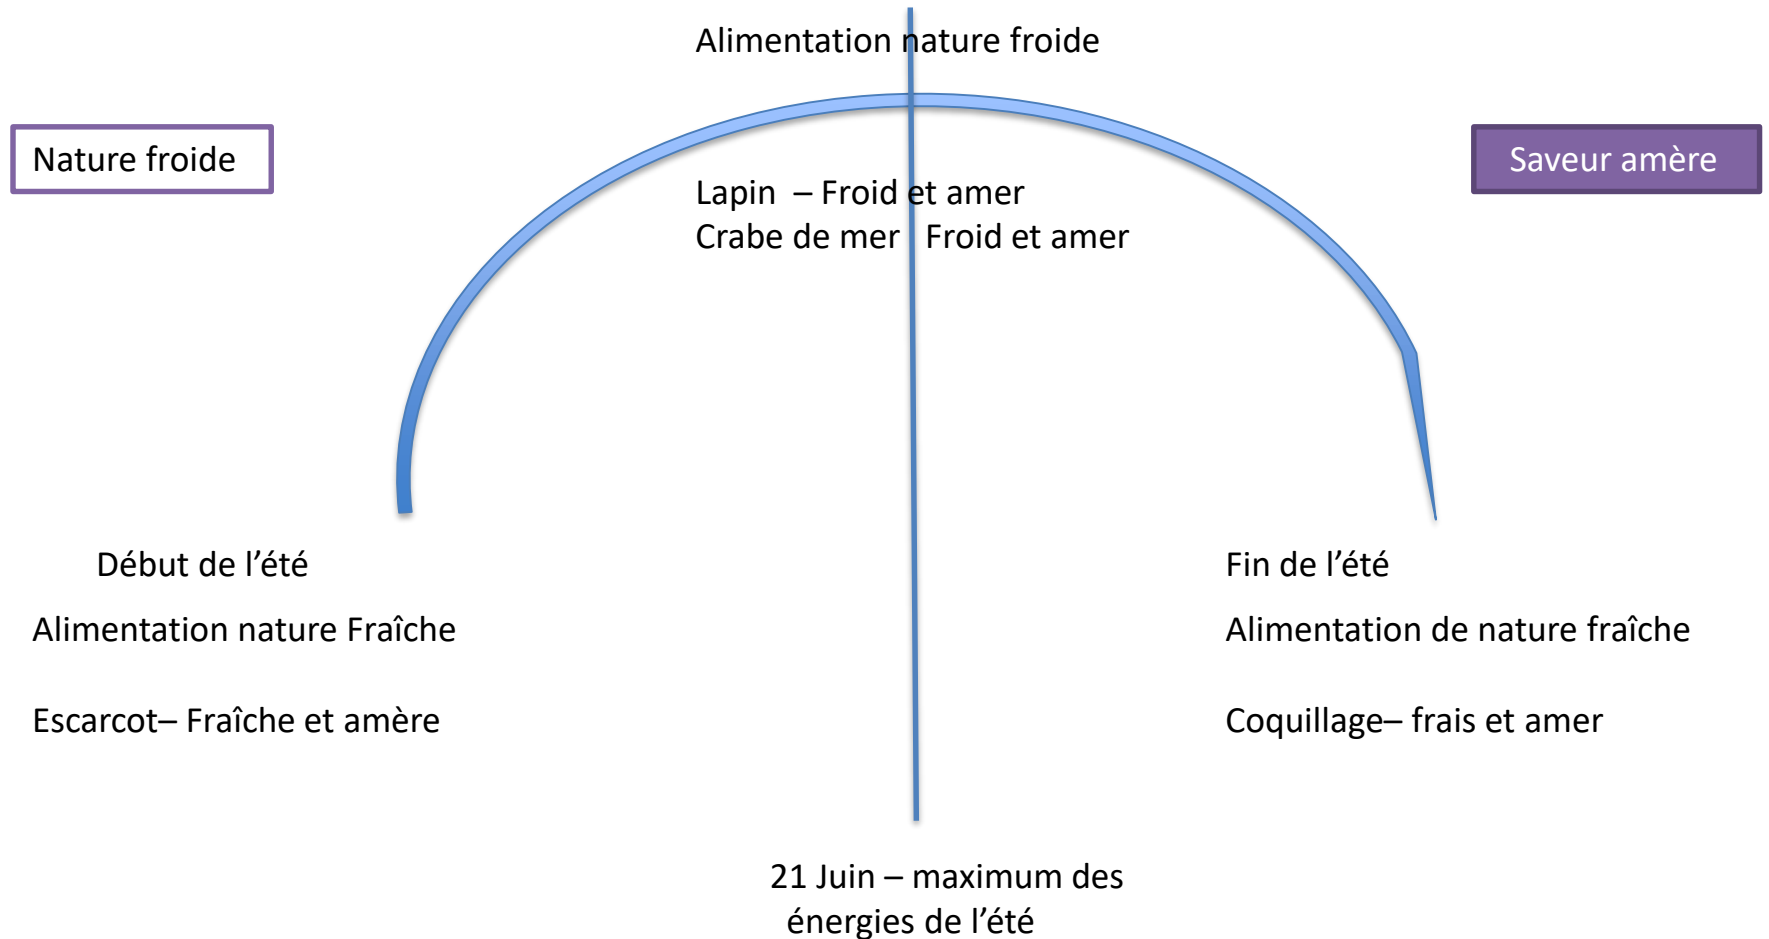 Alimentation nature froide
Nature froide
Saveur amère
Lapin – Froid et amer
Crabe de mer Froid et amer
Début de l’été
Fin de l’été
Alimentation nature Fraîche
Alimentation de nature fraîche
Escarcot– Fraîche et amère
Coquillage– frais et amer
21 Juin – maximum des
énergies de l’été